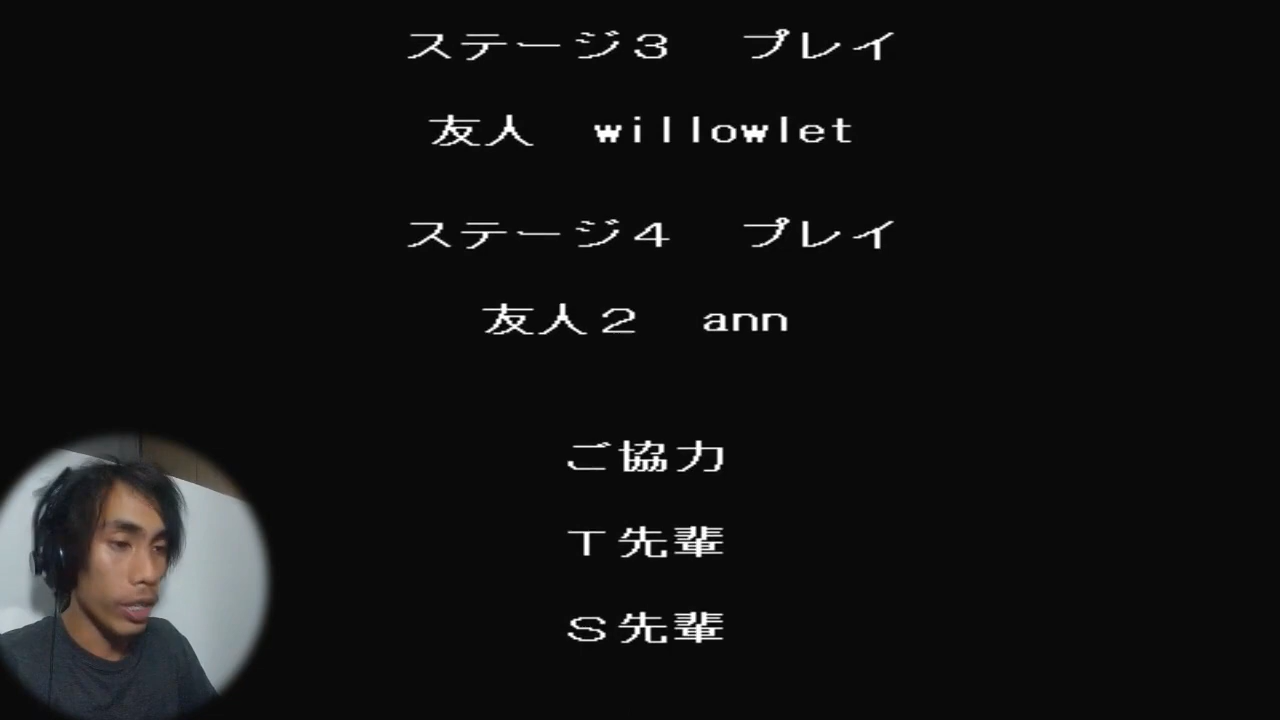 ステージ3 プレイ
友人 willowlet
ステージ4 プレイ
友人2 ann
ご協力
T先輩
S先輩